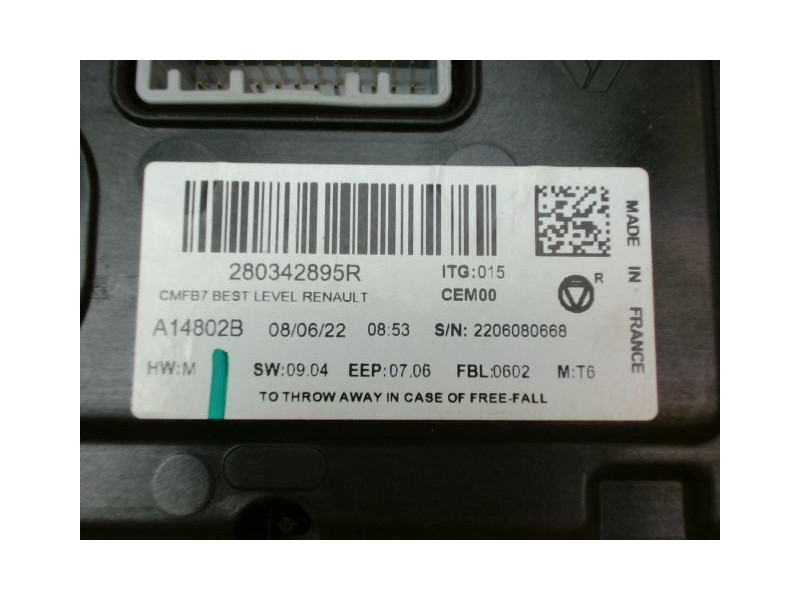 280342895R
ITG:015
CMFB7 BEST LEVEL RENAULT
CEM00
R
A14802B 08/06/22 08:53 S/N: 2206080668
HW:M SW:09.04 EEP:07.06 FBL:0602 M:T6
TO THROW AWAY IN CASE OF FREE-FALL
MADE IN FRANCE